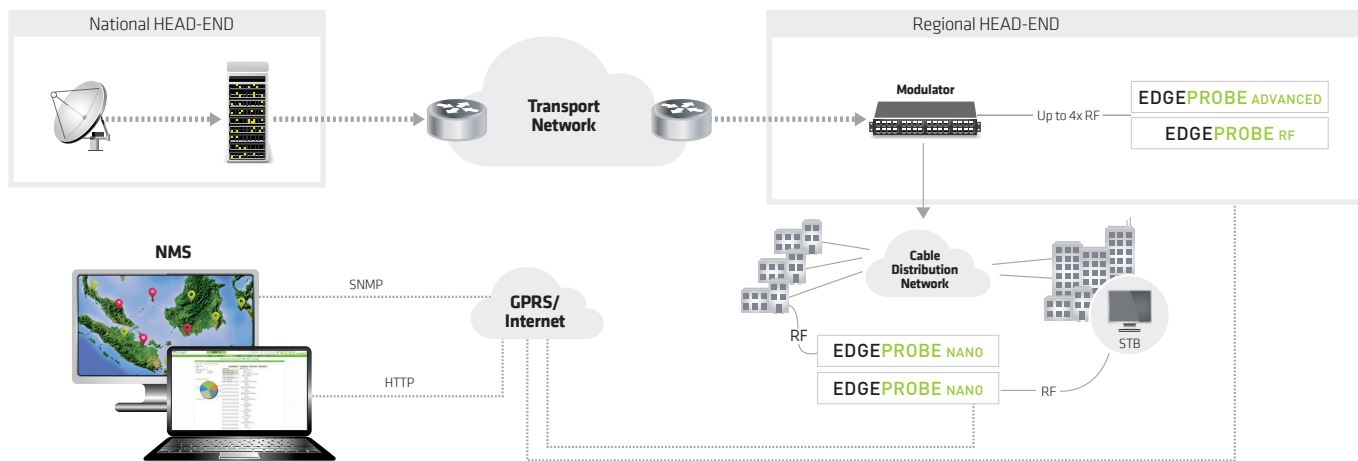 National HEAD-END
Regional HEAD-END
Transport
Network
Modulator
Up to 4x RF
EDGEPROBE ADVANCED
EDGEPROBE RF
NMS
SNMP
GPRS/
Internet
HTTP
Cable
Distribution
Network
STB
RF
EDGEPROBE NANO
EDGEPROBE NANO
RF